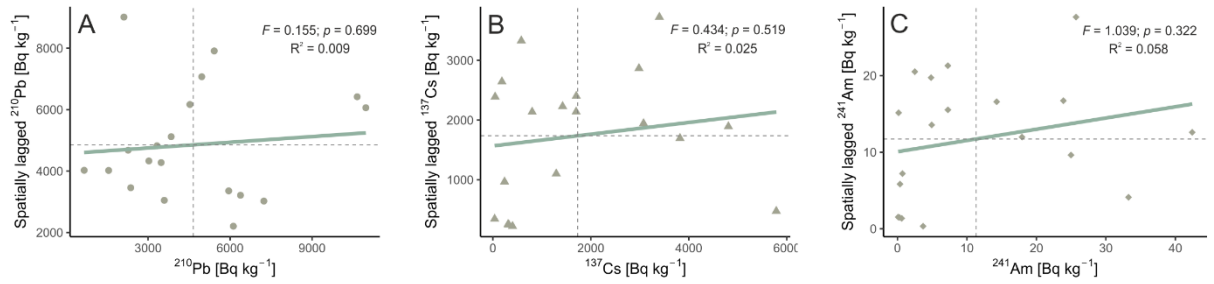 A
F = 0.155; p = 0.699
R² = 0.009
Spatially lagged ²¹⁰Pb [Bq kg⁻¹]
8000
6000
4000
2000
3000 6000 9000
²¹⁰Pb [Bq kg⁻¹]
B
F = 0.434; p = 0.519
R² = 0.025
Spatially lagged ¹³⁷Cs [Bq kg⁻¹]
3000
2000
1000
0 2000 4000 6000
¹³⁷Cs [Bq kg⁻¹]
C
F = 1.039; p = 0.322
R² = 0.058
Spatially lagged ²⁴¹Am [Bq kg⁻¹]
20
10
0
0 10 20 30 40
²⁴¹Am [Bq kg⁻¹]